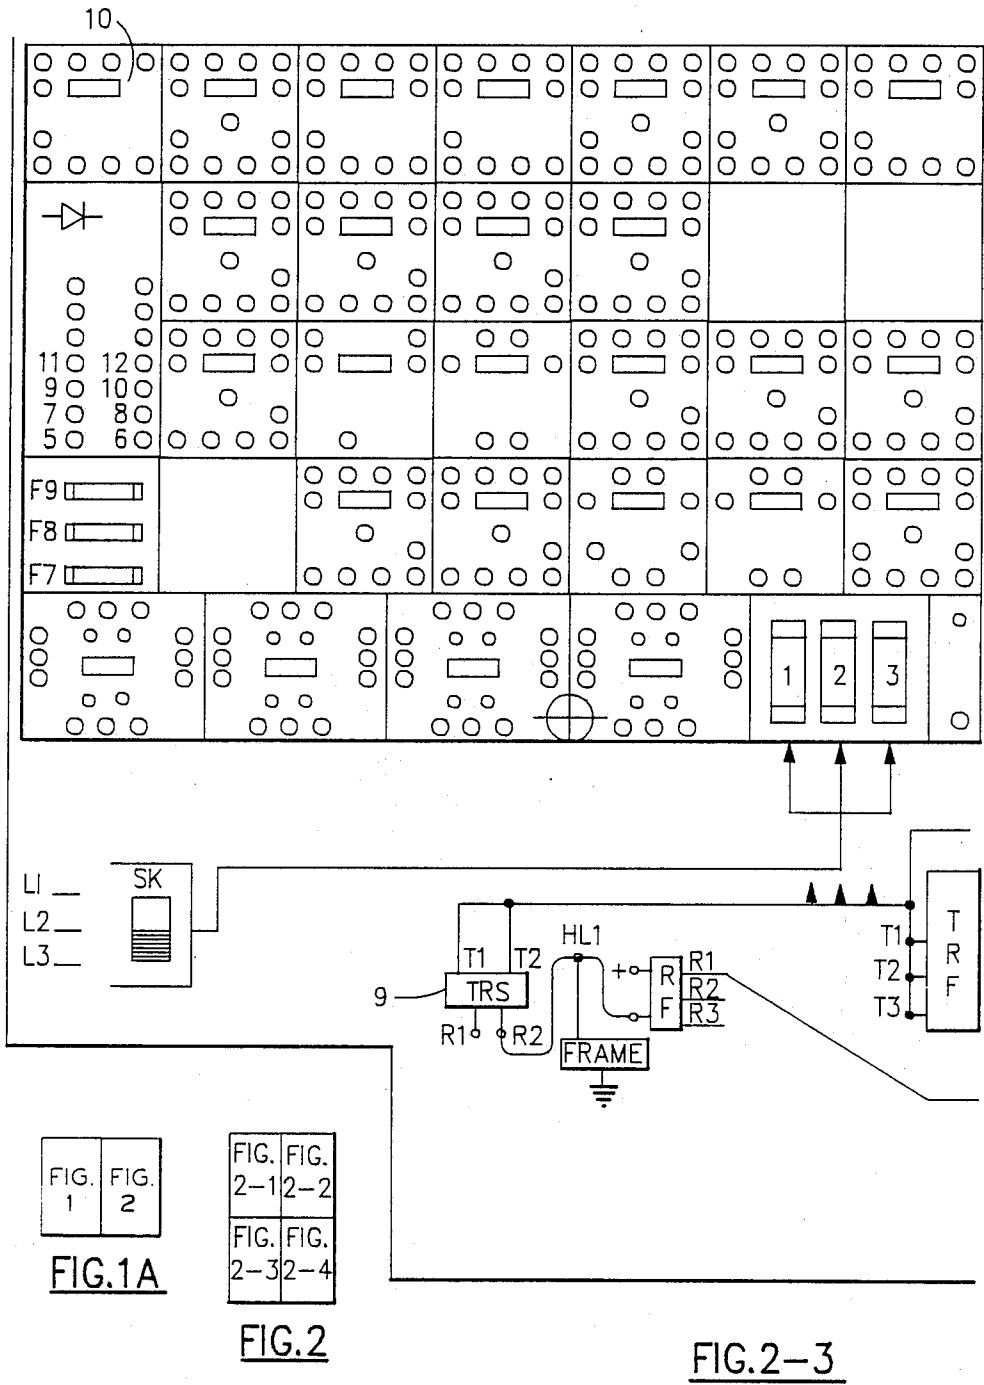 10
11 12
9 10
7 8
5 6
F9
F8
F7
1 2 3
L1
L2
L3
SK
T1 T2
9
TRS
R1 R2
HL1
+
R
F
R1
R2
R3
FRAME
T1
T2
T3
T
R
F
FIG.
1
FIG.
2
FIG.1A
FIG.
2-1
FIG.
2-2
FIG.
2-3
FIG.
2-4
FIG.2
FIG.2-3